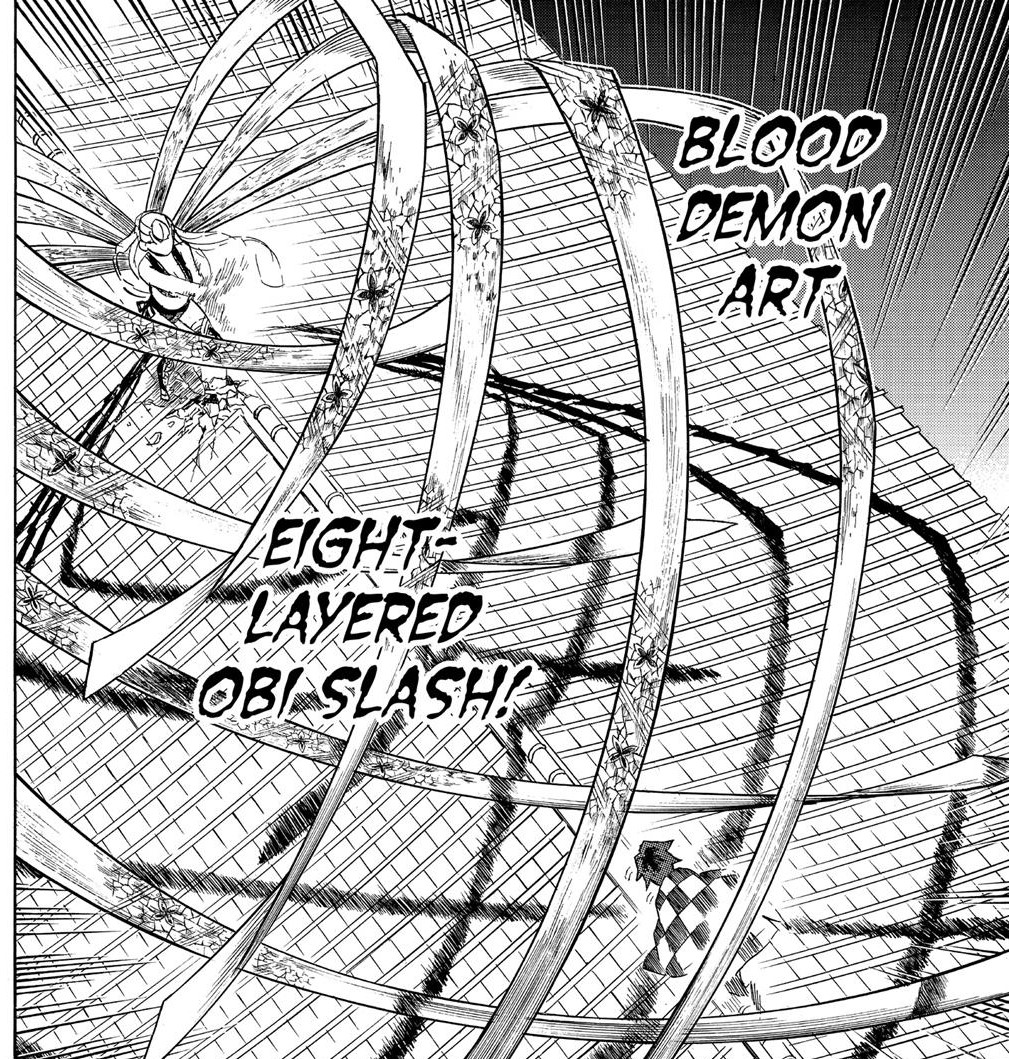 BLOOD
DEMON
ART
EIGHT-
LAYERED
OBI SLASH!